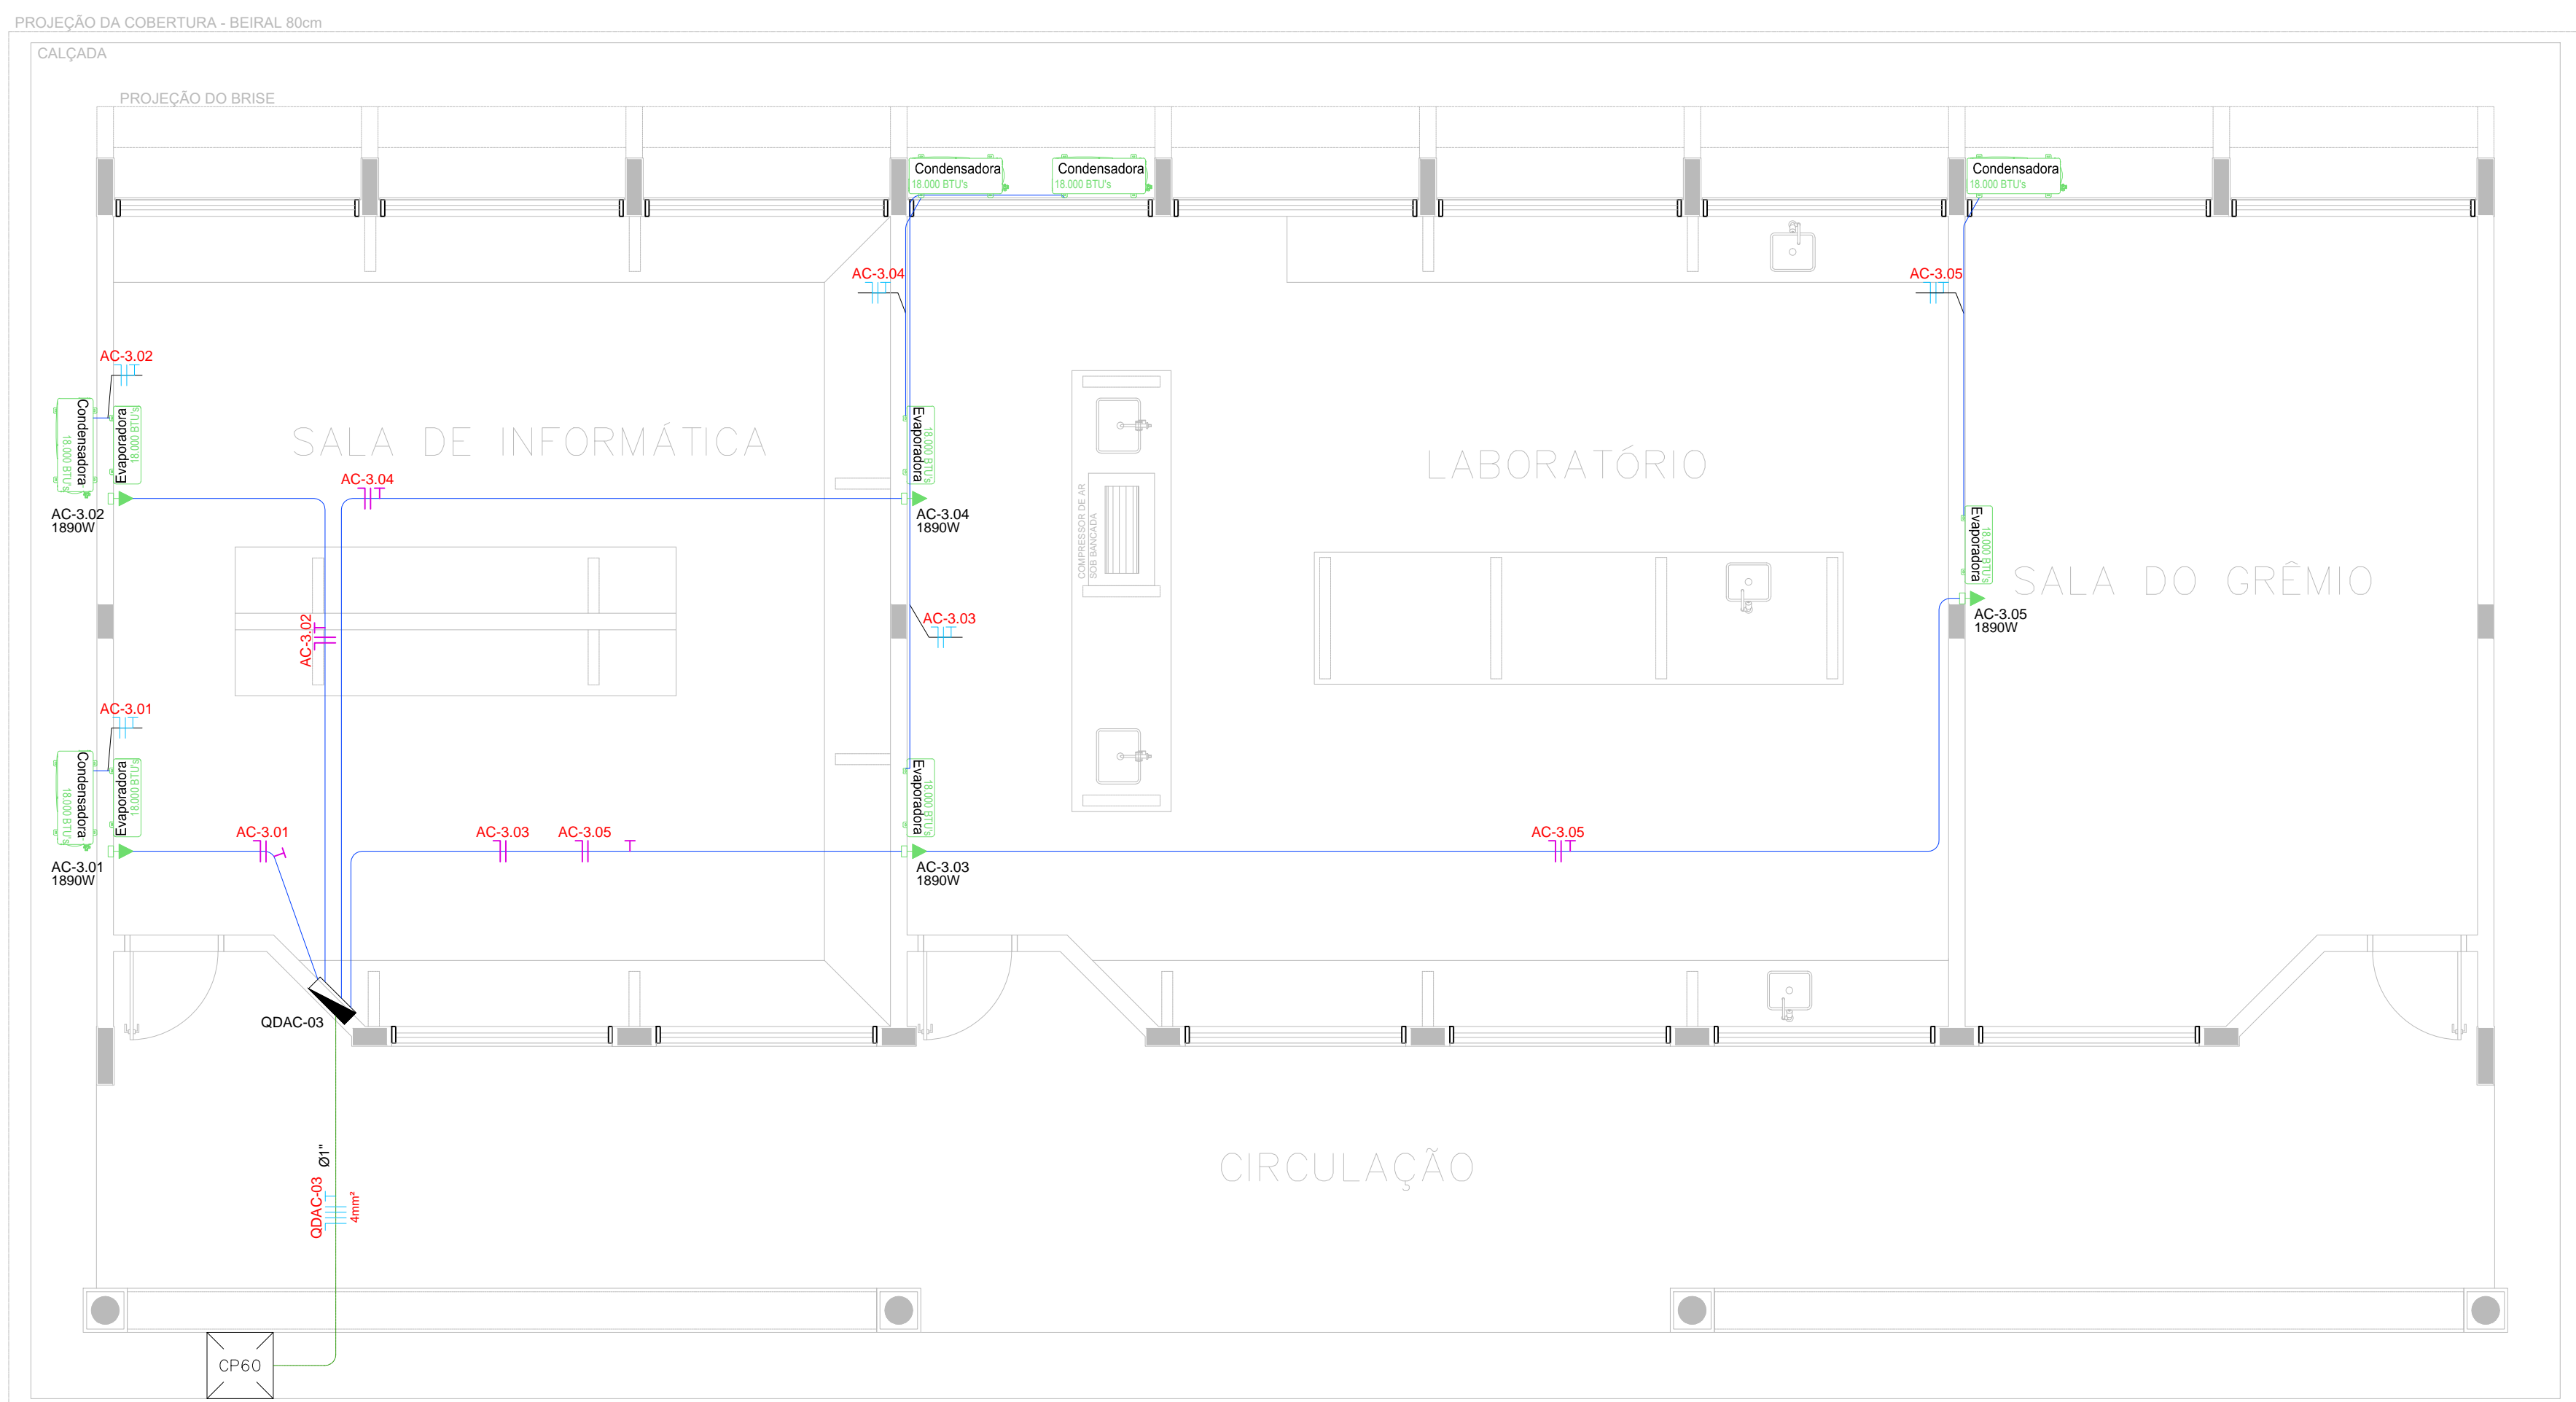 PROJEÇÃO DA COBERTURA - BEIRAL 80cm
CALÇADA
PROJEÇÃO DO BRISE
Condensadora
18.000 BTU's
Condensadora
18.000 BTU's
Condensadora
18.000 BTU's
AC-3.04
AC-3.05
AC-3.02
Condensadora
18.000 BTU's
Evaporadora
18.000 BTU's
SALA DE INFORMÁTICA
Evaporadora
18.000 BTU's
LABORATÓRIO
AC-3.04
AC-3.02
1890W
AC-3.04
1890W
COMPRESSOR DE AR
SOB BANCADA
Evaporadora
18.000 BTU's
SALA DO GRÊMIO
AC-3.02
AC-3.03
AC-3.05
1890W
AC-3.01
Condensadora
18.000 BTU's
Evaporadora
18.000 BTU's
Evaporadora
18.000 BTU's
AC-3.01
AC-3.03
AC-3.05
AC-3.05
AC-3.01
1890W
AC-3.03
1890W
QDAC-03
Ø1"
QDAC-03
4mm²
CIRCULAÇÃO
CP60